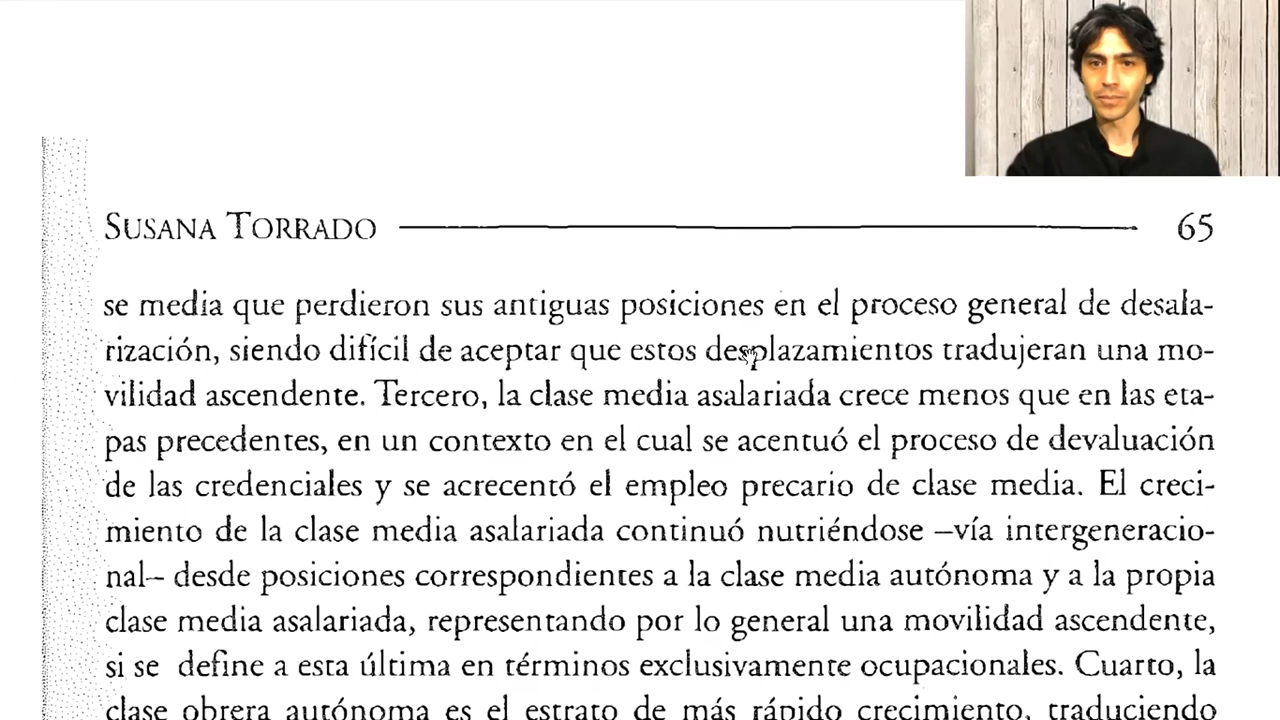 SUSANA TORRADO 65
se media que perdieron sus antiguas posiciones en el proceso general de desala-
rización, siendo difícil de aceptar que estos desplazamientos tradujeran una mo-
vilidad ascendente. Tercero, la clase media asalariada crece menos que en las eta-
pas precedentes, en un contexto en el cual se acentuó el proceso de devaluación
de las credenciales y se acrecentó el empleo precario de clase media. El creci-
miento de la clase media asalariada continuó nutriéndose –vía intergeneracio-
nal– desde posiciones correspondientes a la clase media autónoma y a la propia
clase media asalariada, representando por lo general una movilidad ascendente,
si se define a esta última en términos exclusivamente ocupacionales. Cuarto, la
clase obrera autónoma es el estrato de más rápido crecimiento, traduciendo